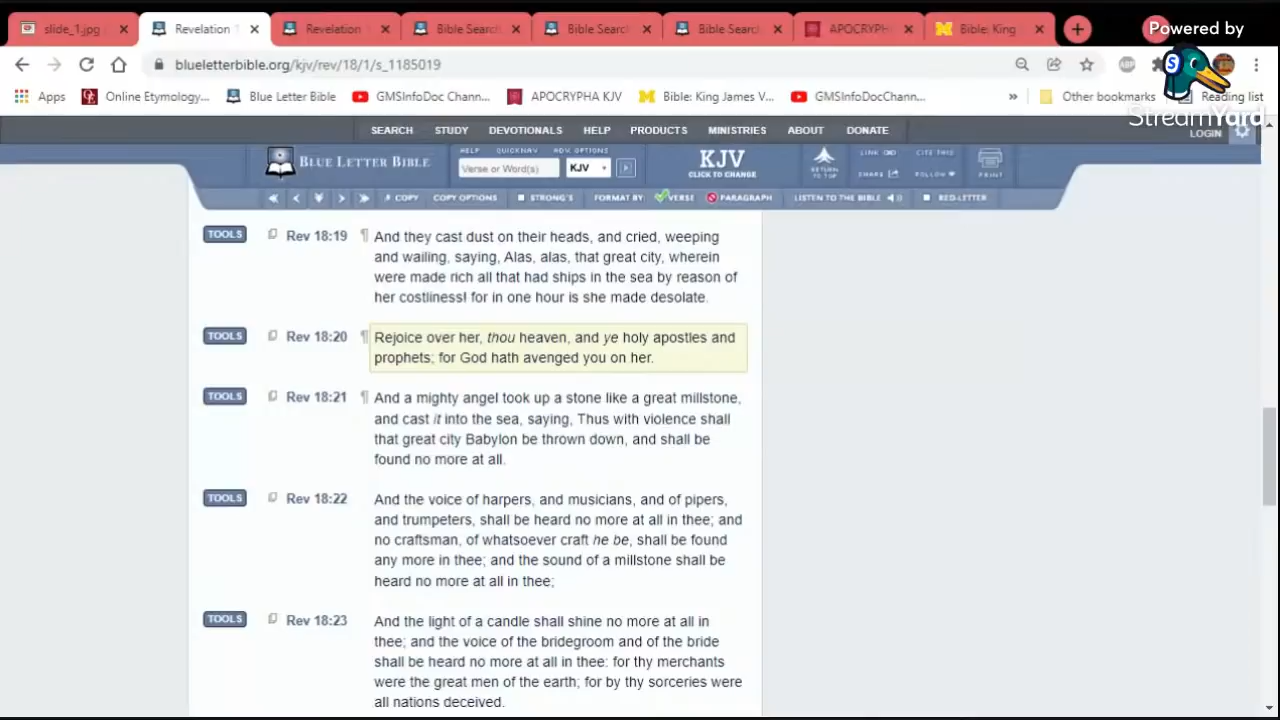 slide_1.jpg
Revelation 1
Revelation
Bible Search
Bible Search
Bible Search
APOCRYPH
Bible: King
Powered by
blueletterbible.org/kjv/rev/18/1/s_1185019
StreamYard
Apps
Online Etymology...
Blue Letter Bible
GMSInfoDoc Chann...
APOCRYPHA KJV
Bible: King James V...
GMSInfoDocChann...
»
Other bookmarks
Reading list
SEARCH STUDY DEVOTIONALS HELP PRODUCTS MINISTRIES ABOUT DONATE
LOGIN
BLUE LETTER BIBLE
HELP QUICKNAV ADV. OPTIONS
Verse or Word(s)
KJV
KJV
CLICK TO CHANGE
RETURN TO TOP
LINK
CITE THIS
SHARE
FOLLOW
PRINT
COPY COPY OPTIONS STRONG'S FORMAT BY VERSE PARAGRAPH LISTEN TO THE BIBLE RED-LETTER
TOOLS Rev 18:19 ¶ And they cast dust on their heads, and cried, weeping
and wailing, saying, Alas, alas, that great city, wherein
were made rich all that had ships in the sea by reason of
her costliness! for in one hour is she made desolate.
TOOLS Rev 18:20 ¶ Rejoice over her, thou heaven, and ye holy apostles and
prophets; for God hath avenged you on her.
TOOLS Rev 18:21 ¶ And a mighty angel took up a stone like a great millstone,
and cast it into the sea, saying, Thus with violence shall
that great city Babylon be thrown down, and shall be
found no more at all.
TOOLS Rev 18:22 And the voice of harpers, and musicians, and of pipers,
and trumpeters, shall be heard no more at all in thee; and
no craftsman, of whatsoever craft he be, shall be found
any more in thee; and the sound of a millstone shall be
heard no more at all in thee;
TOOLS Rev 18:23 And the light of a candle shall shine no more at all in
thee; and the voice of the bridegroom and of the bride
shall be heard no more at all in thee: for thy merchants
were the great men of the earth; for by thy sorceries were
all nations deceived.